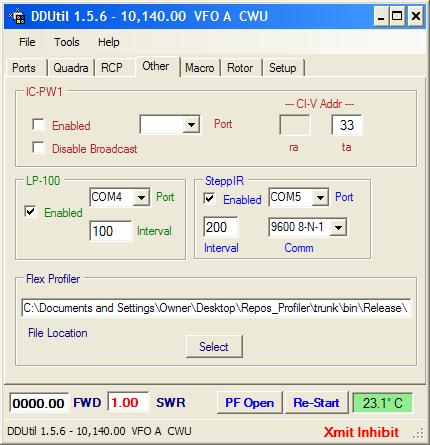 DDUtil 1.5.6 - 10,140.00 VFO A CWU
File Tools Help
Ports Quadra RCP Other Macro Rotor Setup
IC-PW1
--- CI-V Addr ---
Enabled Port 33
Disable Broadcast ra ta
LP-100
COM4 Port
Enabled
100 Interval
SteppIR
Enabled COM5 Port
200 9600 8-N-1
Interval Comm
Flex Profiler
C:\Documents and Settings\Owner\Desktop\Repos_Profiler\trunk\bin\Release\
File Location
Select
0000.00 FWD 1.00 SWR PF Open Re-Start 23.1° C
DDUtil 1.5.6 - 10,140.00 VFO A CWU Xmit Inhibit